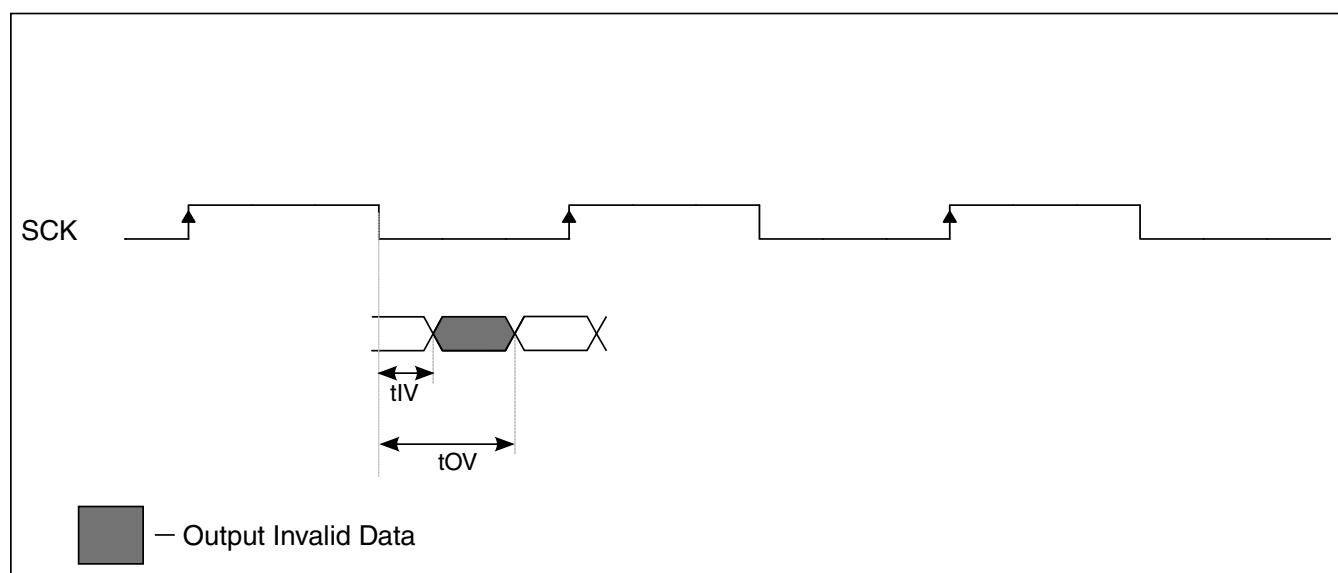 SCK
tIV
tOV
– Output Invalid Data